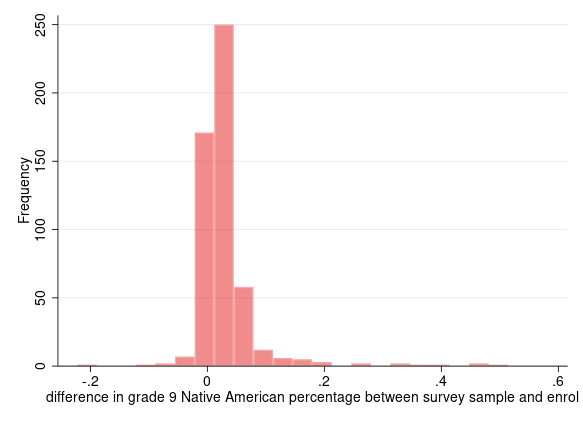 250
200
150
100
50
0
Frequency
-.2 0 .2 .4 .6
difference in grade 9 Native American percentage between survey sample and enrol